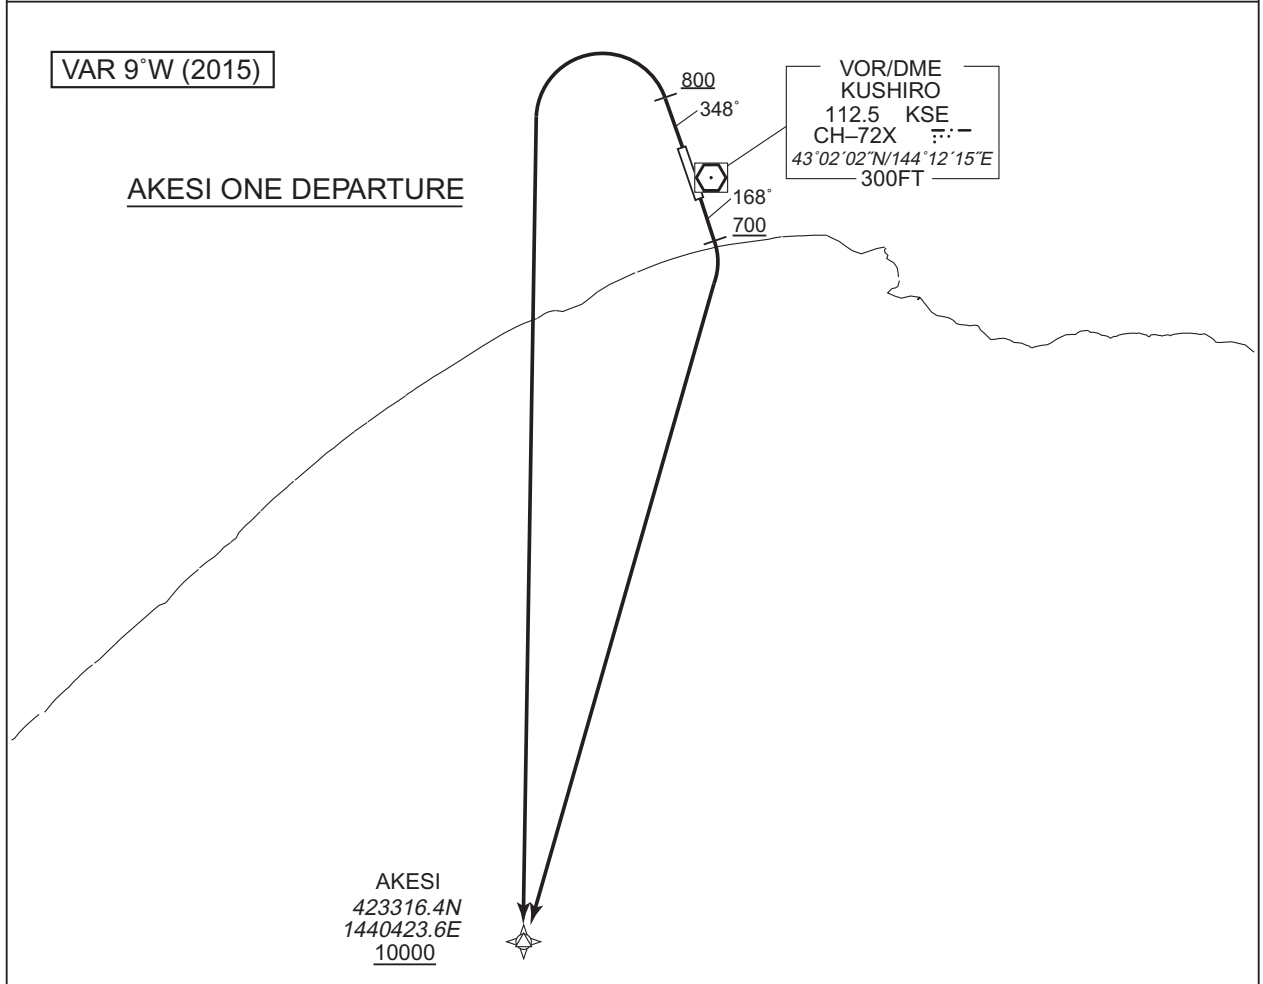 VAR 9°W (2015)
AKESI ONE DEPARTURE
800
348°
VOR/DME
KUSHIRO
112.5 KSE
CH–72X
43°02′02″N/144°12′15″E
300FT
168°
700
AKESI
423316.4N
1440423.6E
10000